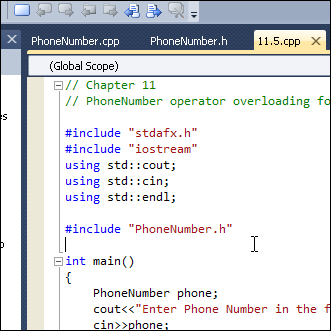 PhoneNumber.cpp PhoneNumber.h 11.5.cpp
(Global Scope)
// Chapter 11
// PhoneNumber operator overloading fo
#include "stdafx.h"
#include "iostream"
using std::cout;
using std::cin;
using std::endl;
#include "PhoneNumber.h"
int main()
{
PhoneNumber phone;
cout<<"Enter Phone Number in the f
cin>>phone;